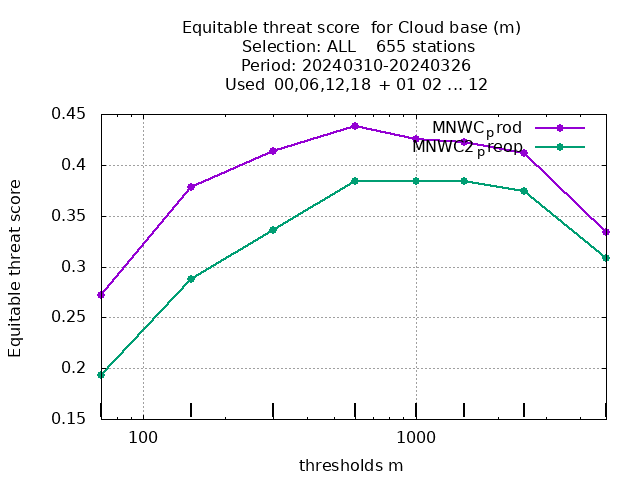 Equitable threat score for Cloud base (m)
Selection: ALL 655 stations
Period: 20240310-20240326
Used 00,06,12,18 + 01 02 ... 12
MNWCprod
MNWC2preop
0.45
0.4
0.35
0.3
0.25
0.2
0.15
Equitable threat score
100 1000
thresholds m